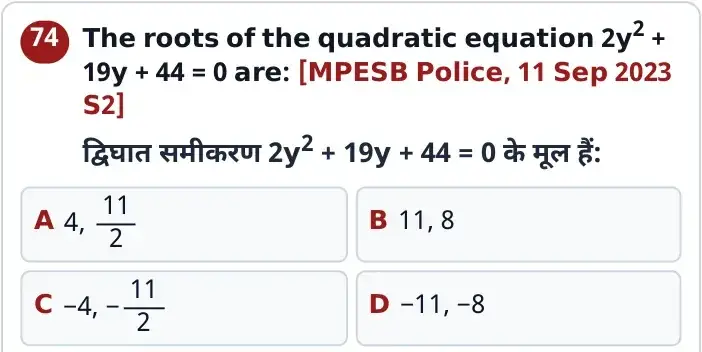 74 The roots of the quadratic equation 2y² +
19y + 44 = 0 are: [MPESB Police, 11 Sep 2023
S2]
द्विघात समीकरण 2y² + 19y + 44 = 0 के मूल हैं:
A 4, 11/2
B 11, 8
C −4, −11/2
D −11, −8